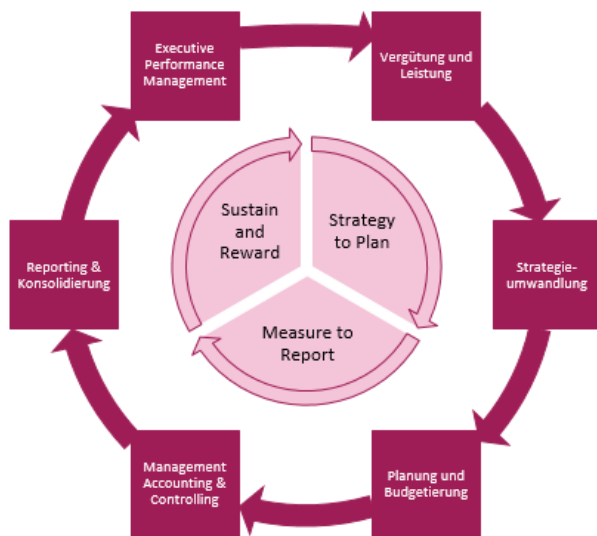 Executive
Performance
Management
Vergütung und
Leistung
Sustain
and
Reward
Strategy
to Plan
Reporting &
Konsolidierung
Strategie-
umwandlung
Measure to
Report
Management
Accounting &
Controlling
Planung und
Budgetierung